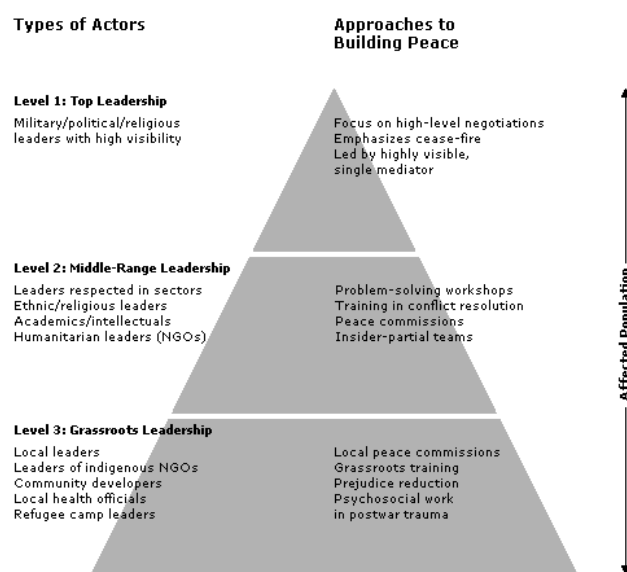 Types of Actors
Approaches to
Building Peace
Level 1: Top Leadership
Military/political/religious
leaders with high visibility
Focus on high-level negotiations
Emphasizes cease-fire
Led by highly visible,
single mediator
Level 2: Middle-Range Leadership
Leaders respected in sectors
Ethnic/religious leaders
Academics/intellectuals
Humanitarian leaders (NGOs)
Problem-solving workshops
Training in conflict resolution
Peace commissions
Insider-partial teams
Level 3: Grassroots Leadership
Local leaders
Leaders of indigenous NGOs
Community developers
Local health officials
Refugee camp leaders
Local peace commissions
Grassroots training
Prejudice reduction
Psychosocial work
in postwar trauma
Affected Population